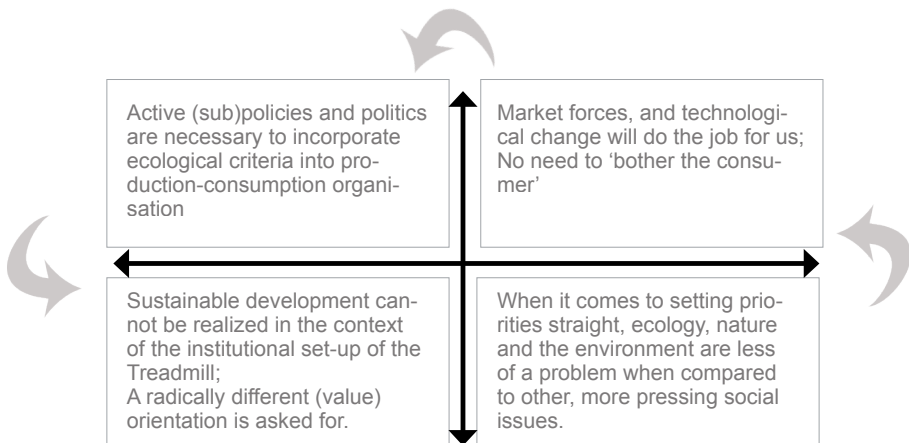 Active (sub)policies and politics
are necessary to incorporate
ecological criteria into pro-
duction-consumption organi-
sation
Market forces, and technologi-
cal change will do the job for us;
No need to ‘bother the consu-
mer’
Sustainable development can-
not be realized in the context
of the institutional set-up of the
Treadmill;
A radically different (value)
orientation is asked for.
When it comes to setting prio-
rities straight, ecology, nature
and the environment are less
of a problem when compared
to other, more pressing social
issues.